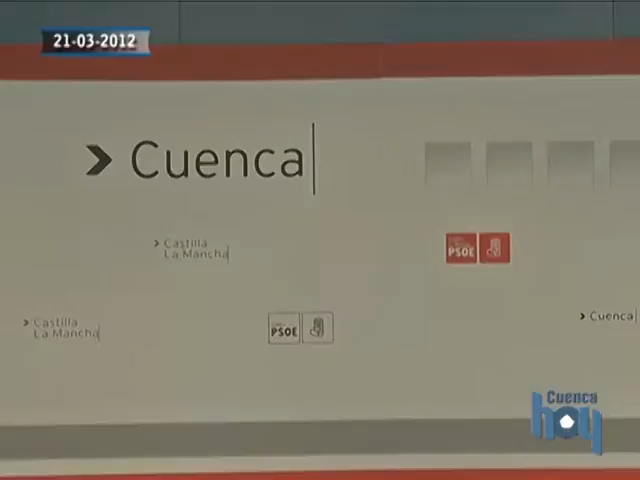 21-03-2012
Cuenca
Castilla
La Mancha
PSOE
Castilla
La Mancha
PSOE
Cuenca
Cuenca
hoy